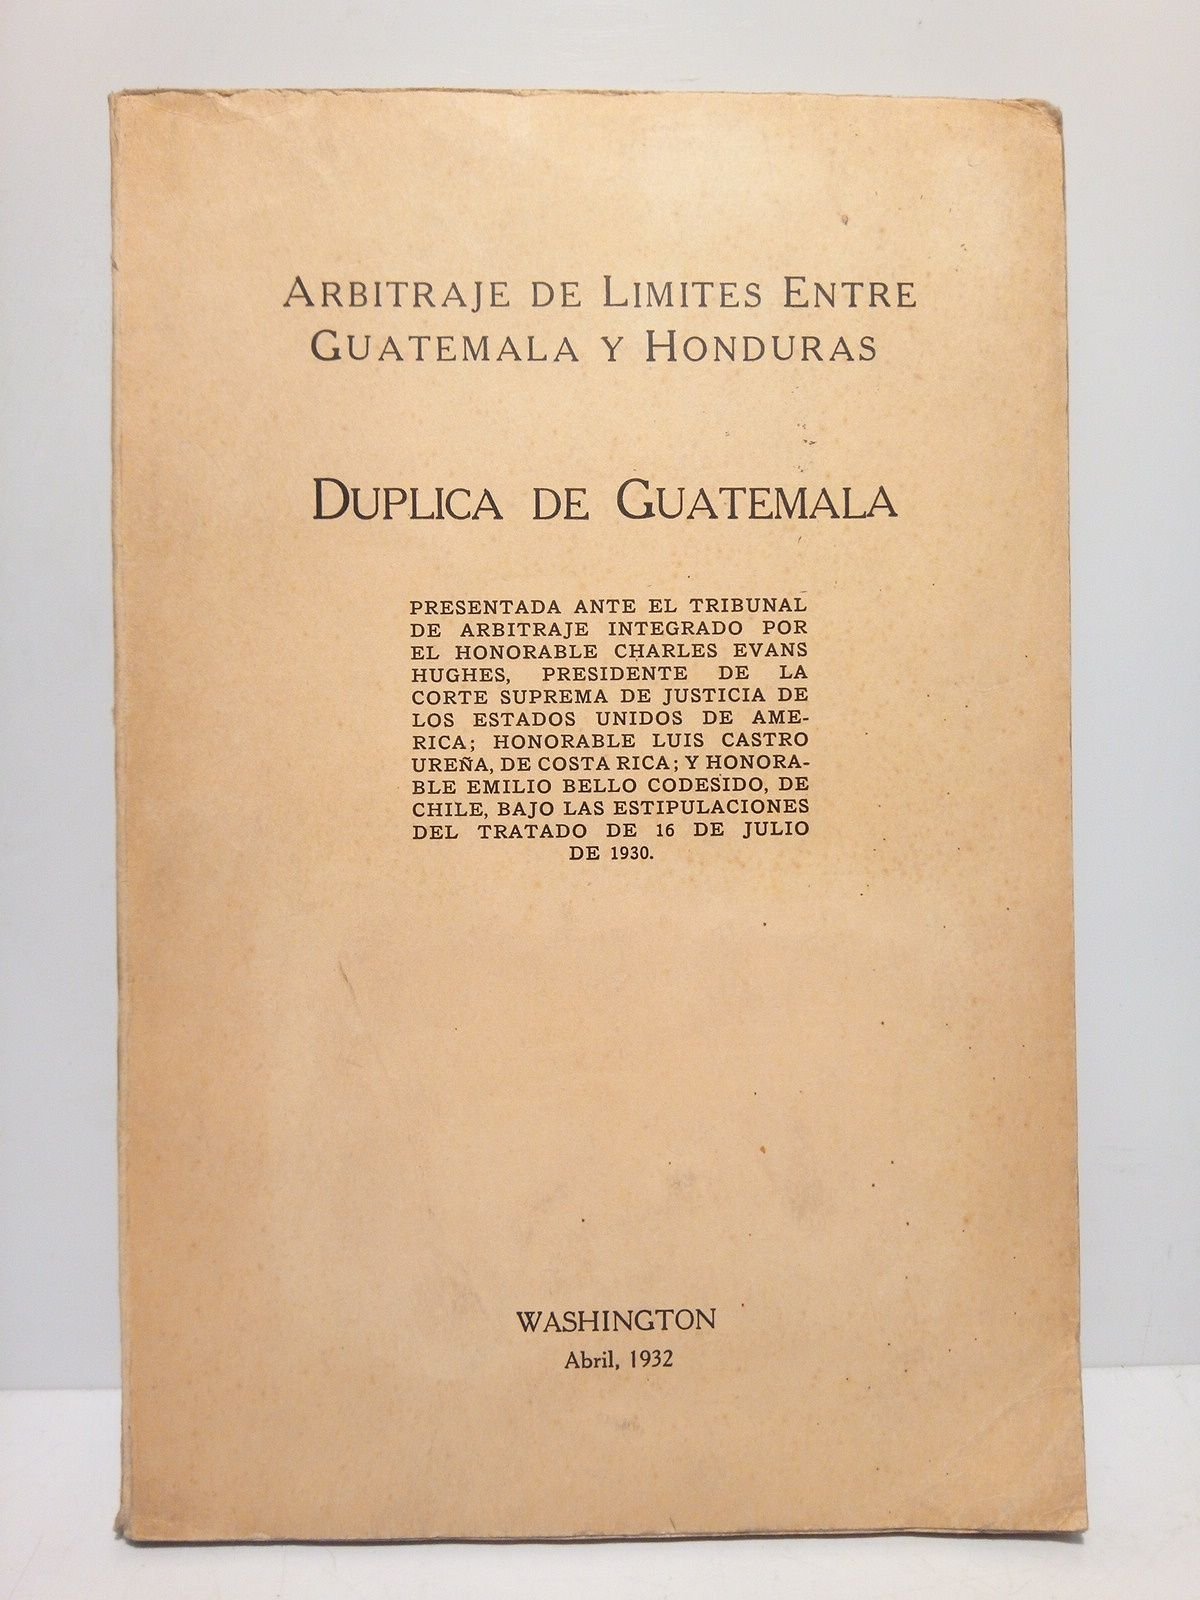 ARBITRAJE DE LIMITES ENTRE
GUATEMALA Y HONDURAS
DUPLICA DE GUATEMALA
PRESENTADA ANTE EL TRIBUNAL
DE ARBITRAJE INTEGRADO POR
EL HONORABLE CHARLES EVANS
HUGHES, PRESIDENTE DE LA
CORTE SUPREMA DE JUSTICIA DE
LOS ESTADOS UNIDOS DE AME-
RICA; HONORABLE LUIS CASTRO
UREÑA, DE COSTA RICA; Y HONORA-
BLE EMILIO BELLO CODESIDO, DE
CHILE, BAJO LAS ESTIPULACIONES
DEL TRATADO DE 16 DE JULIO
DE 1930.
WASHINGTON
Abril, 1932